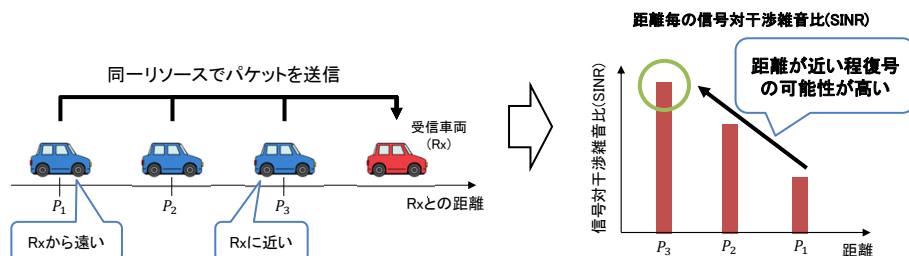 距離毎の信号対干渉雑音比(SINR)
同一リソースでパケットを送信
受信車両
(Rx)
P1
P2
P3
Rxとの距離
Rxから遠い
Rxに近い
信号対干渉雑音比(SINR)
距離が近い程復号
の可能性が高い
P3
P2
P1
距離